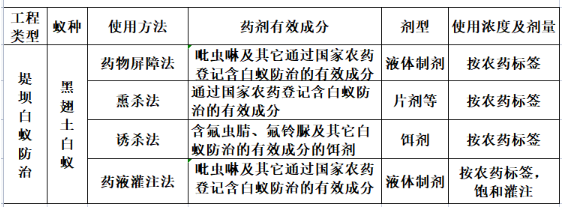 工程类型 蚁种 使用方法 药剂有效成分 剂型 使用浓度及剂量
堤坝白蚁防治 黑翅土白蚁
药物屏障法 吡虫啉及其它通过国家农药登记含白蚁防治的有效成分 液体制剂 按农药标签
熏杀法 通过国家农药登记含白蚁防治的有效成分 片剂等 按农药标签
诱杀法 含氟虫腈、氟铃脲及其它白蚁防治的有效成分的饵剂 饵剂 按农药标签
药液灌注法 吡虫啉及其它通过国家农药登记含白蚁防治的有效成分 液体制剂 按农药标签，饱和灌注